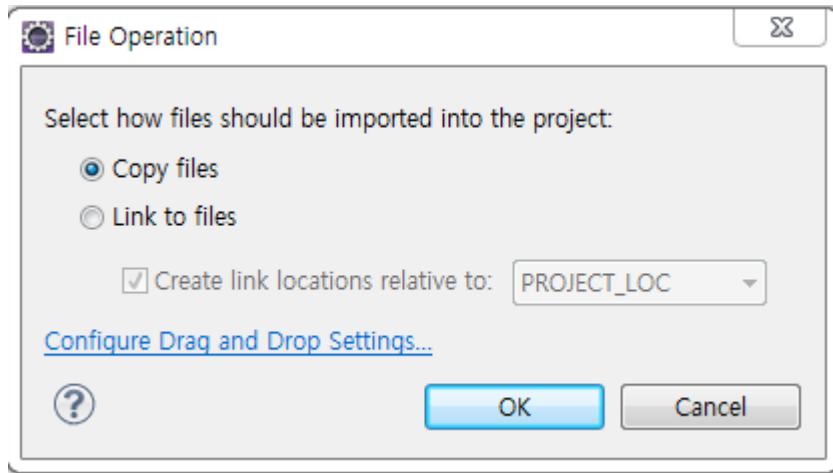 File Operation
Select how files should be imported into the project:
Copy files
Link to files
Create link locations relative to: PROJECT_LOC
Configure Drag and Drop Settings...
? OK Cancel